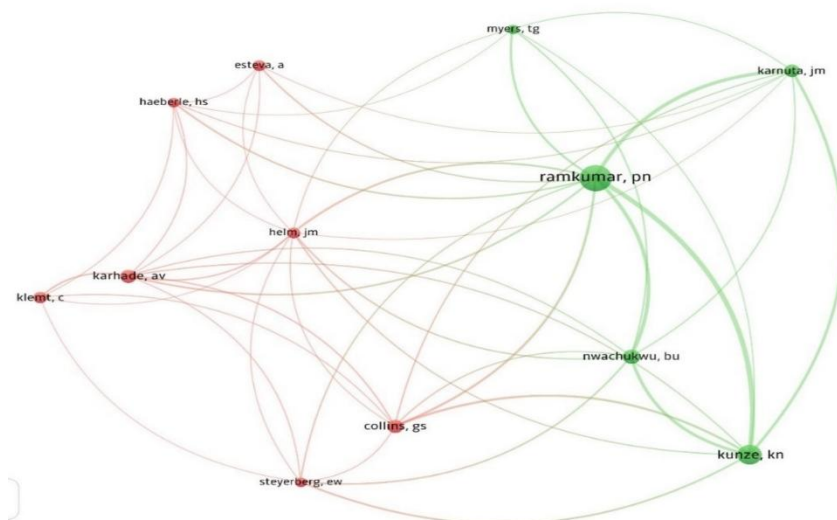 myers, tg
esteva, a
karnuta, jm
haeberle, hs
ramkumar, pn
helm, jm
karhade, av
klemt, c
nwachukwu, bu
collins, gs
kunze, kn
steyerberg, ew